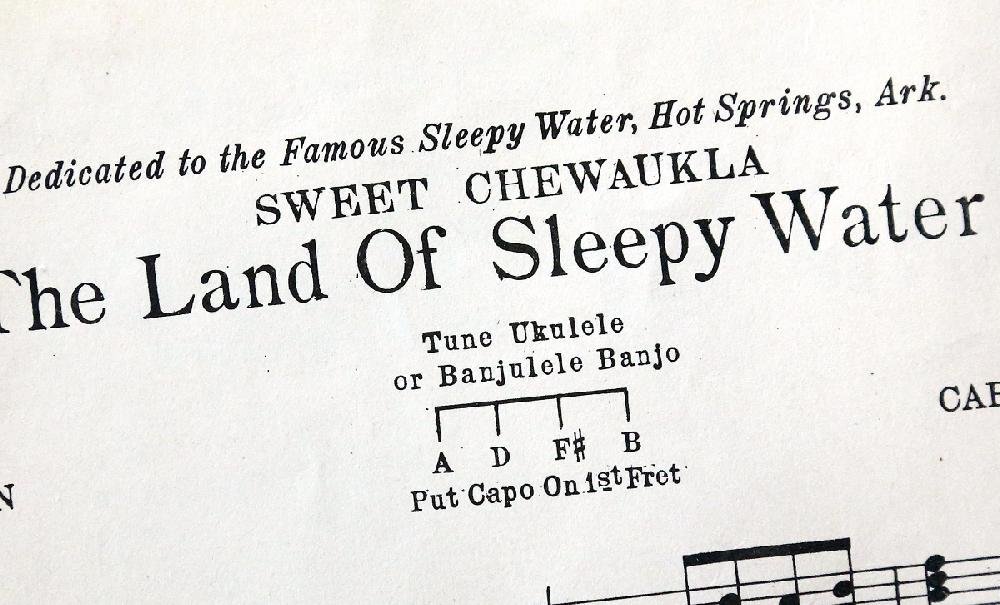 Dedicated to the Famous Sleepy Water, Hot Springs, Ark.
SWEET CHEWAUKLA
The Land Of Sleepy Water
Tune Ukulele
or Banjulele Banjo
A D F# B
Put Capo On 1st Fret